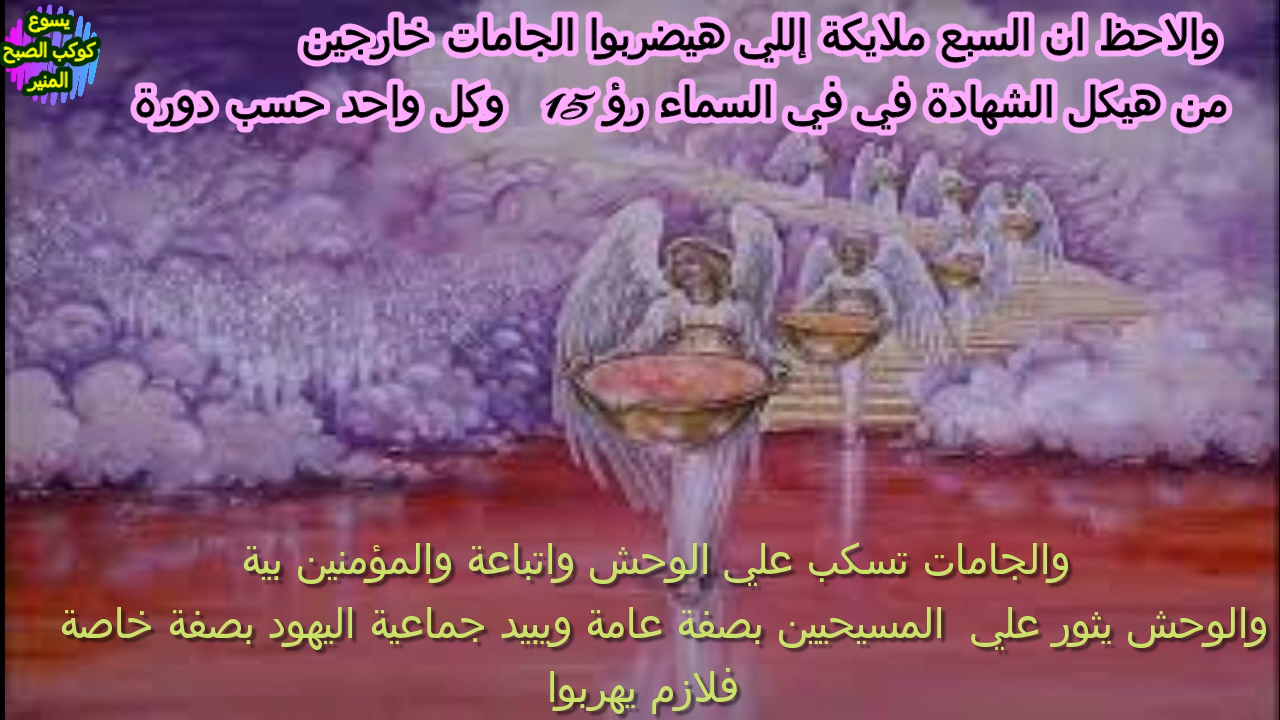 يسوع
كوكب الصبح
المنير
والاحظ ان السبع ملايكة إللى هيضربوا الجامات خارجين
من هيكل الشهادة في في السماء رؤ 15 وكل واحد حسب دورة
والجامات تسكب علي الوحش واتباعة والمؤمنين بية
والوحش يثور علي المسيحيين بصفة عامة ويبيد جماعية اليهود بصفة خاصة
فلازم يهربوا